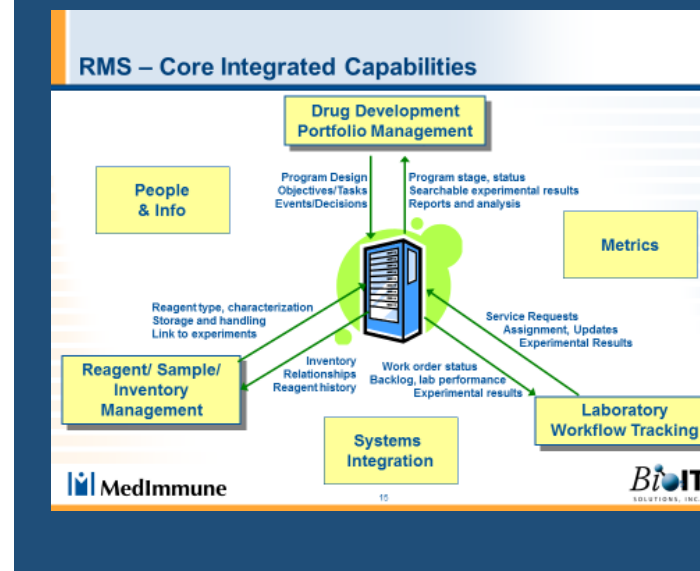 RMS – Core Integrated Capabilities
Drug Development
Portfolio Management
Program Design
Objectives/Tasks
Events/Decisions
Program stage, status
Searchable experimental results
Reports and analysis
People
& Info
Metrics
Reagent type, characterization
Storage and handling
Link to experiments
Service Requests
Assignment, Updates
Experimental Results
Inventory
Relationships
Reagent history
Work order status
Backlog, lab performance
Experimental results
Reagent/ Sample/
Inventory
Management
Laboratory
Workflow Tracking
Systems
Integration
MedImmune
BioIT
SOLUTIONS, INC.